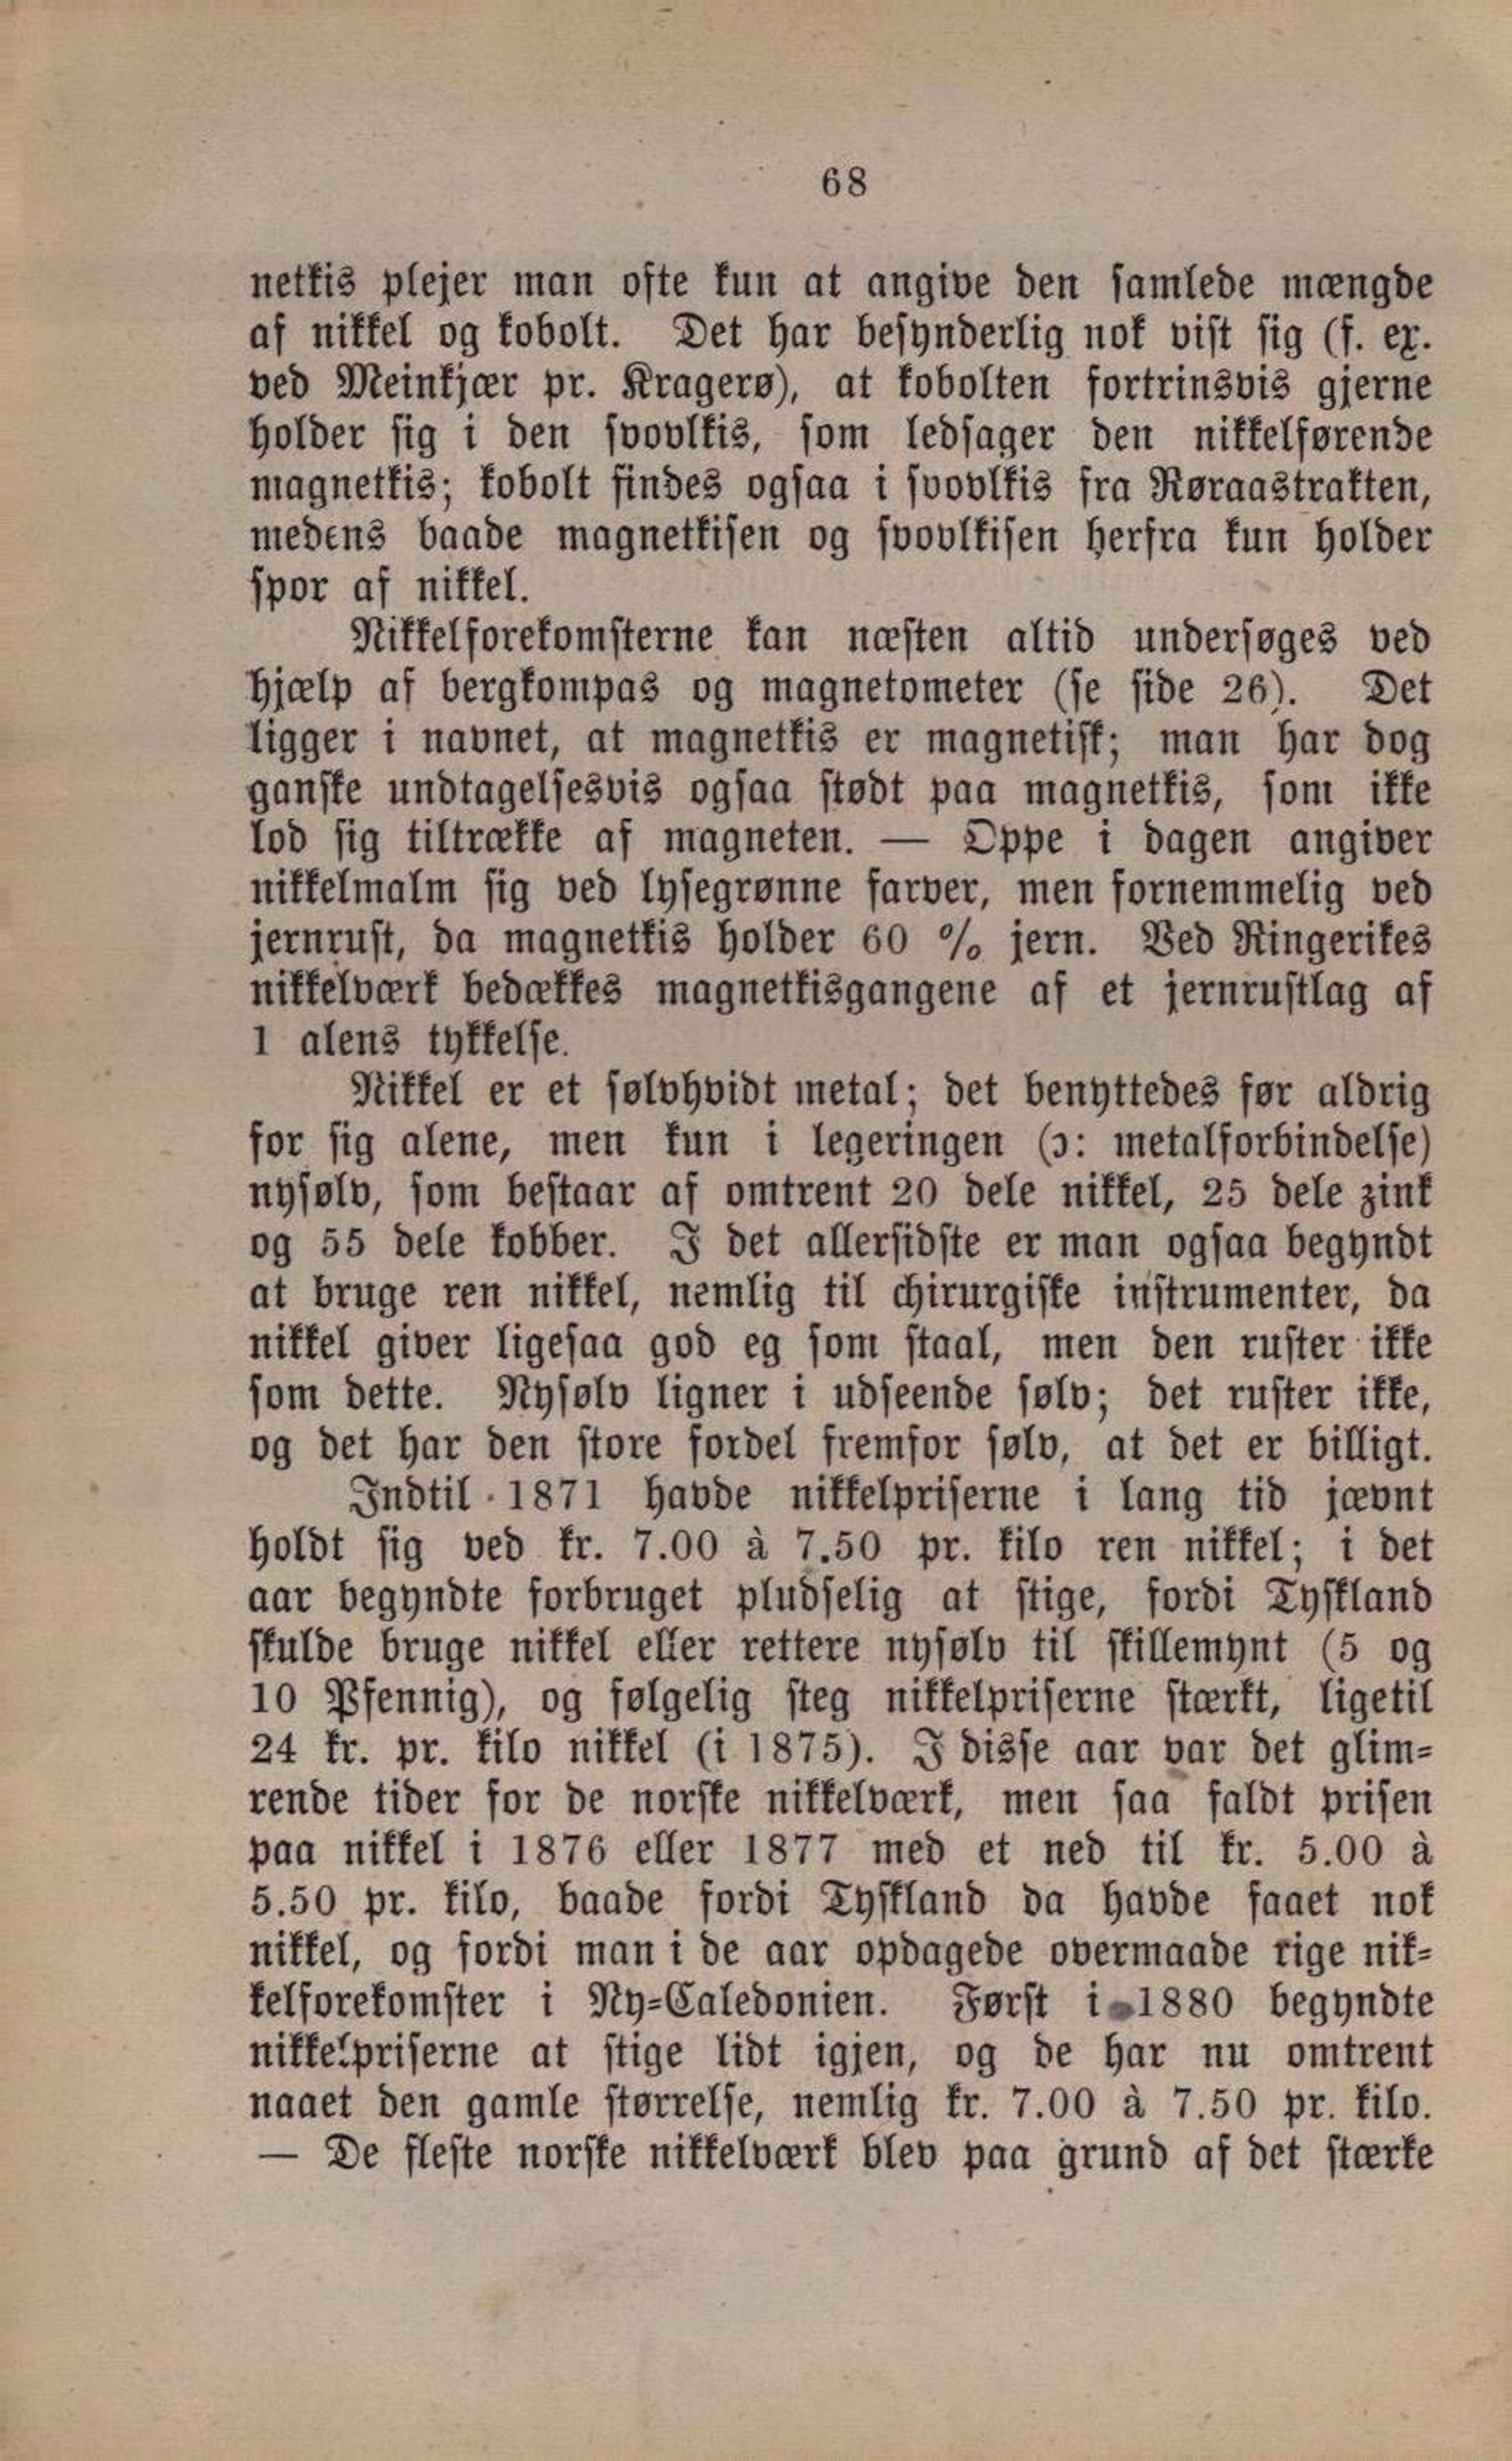 68
netkis plejer man ofte kun at angive den samlede mængde
af nikkel og kobolt. Det har besynderlig nok vist sig (f. ex.
ved Meinkjær pr. Kragerø), at kobolten fortrinsvis gjerne
holder sig i den svovlkis, som ledsager den nikkelførende
magnetkis; kobolt findes ogsaa i svovlkis fra Røraastrakten,
medens baade magnetkisen og svovlkisen herfra kun holder
spor af nikkel.
Nikkelforekomsterne kan næsten altid undersøges ved
hjælp af bergkompas og magnetometer (se side 26). Det
ligger i navnet, at magnetkis er magnetisk; man har dog
ganske undtagelsesvis ogsaa stødt paa magnetkis, som ikke
lod sig tiltrække af magneten. — Oppe i dagen angiver
nikkelmalm sig ved lysegrønne farver, men fornemmelig ved
jernrust, da magnetkis holder 60 % jern. Ved Ringerikes
nikkelværk bedækkes magnetkisgangene af et jernrustlag af
1 alens tykkelse.
Nikkel er et sølvhvidt metal; det benyttedes før aldrig
for sig alene, men kun i legeringen (ɔ: metalforbindelse)
nysølv, som bestaar af omtrent 20 dele nikkel, 25 dele zink
og 55 dele kobber. I det allersidste er man ogsaa begyndt
at bruge ren nikkel, nemlig til chirurgiske instrumenter, da
nikkel giver ligesaa god eg som staal, men den ruster ikke
som dette. Nysølv ligner i udseende sølv; det ruster ikke,
og det har den store fordel fremfor sølv, at det er billigt.
Indtil 1871 havde nikkelpriserne i lang tid jævnt
holdt sig ved kr. 7.00 à 7.50 pr. kilo ren nikkel; i det
aar begyndte forbruget pludselig at stige, fordi Tyskland
skulde bruge nikkel eller rettere nysølv til skillemynt (5 og
10 Pfennig), og følgelig steg nikkelpriserne stærkt, ligetil
24 kr. pr. kilo nikkel (i 1875). I disse aar var det glim-
rende tider for de norske nikkelværk, men saa faldt prisen
paa nikkel i 1876 eller 1877 med et ned til kr. 5.00 à
5.50 pr. kilo, baade fordi Tyskland da havde faaet nok
nikkel, og fordi man i de aar opdagede overmaade rige nik-
kelforekomster i Ny-Caledonien. Først i 1880 begyndte
nikkelpriserne at stige lidt igjen, og de har nu omtrent
naaet den gamle størrelse, nemlig kr. 7.00 à 7.50 pr. kilo.
— De fleste norske nikkelværk blev paa grund af det stærke